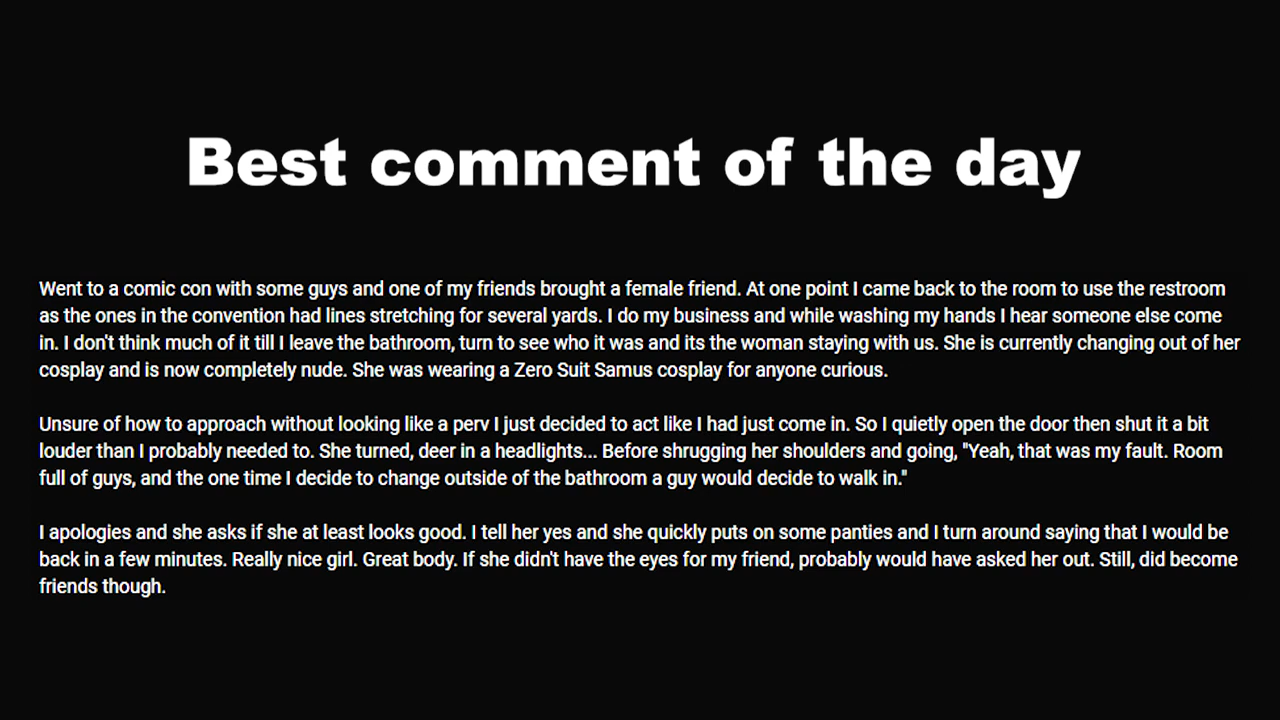 Best comment of the day
Went to a comic con with some guys and one of my friends brought a female friend. At one point I came back to the room to use the restroom
as the ones in the convention had lines stretching for several yards. I do my business and while washing my hands I hear someone else come
in. I don't think much of it till I leave the bathroom, turn to see who it was and its the woman staying with us. She is currently changing out of her
cosplay and is now completely nude. She was wearing a Zero Suit Samus cosplay for anyone curious.
Unsure of how to approach without looking like a perv I just decided to act like I had just come in. So I quietly open the door then shut it a bit
louder than I probably needed to. She turned, deer in a headlights... Before shrugging her shoulders and going, "Yeah, that was my fault. Room
full of guys, and the one time I decide to change outside of the bathroom a guy would decide to walk in."
I apologies and she asks if she at least looks good. I tell her yes and she quickly puts on some panties and I turn around saying that I would be
back in a few minutes. Really nice girl. Great body. If she didn't have the eyes for my friend, probably would have asked her out. Still, did become
friends though.